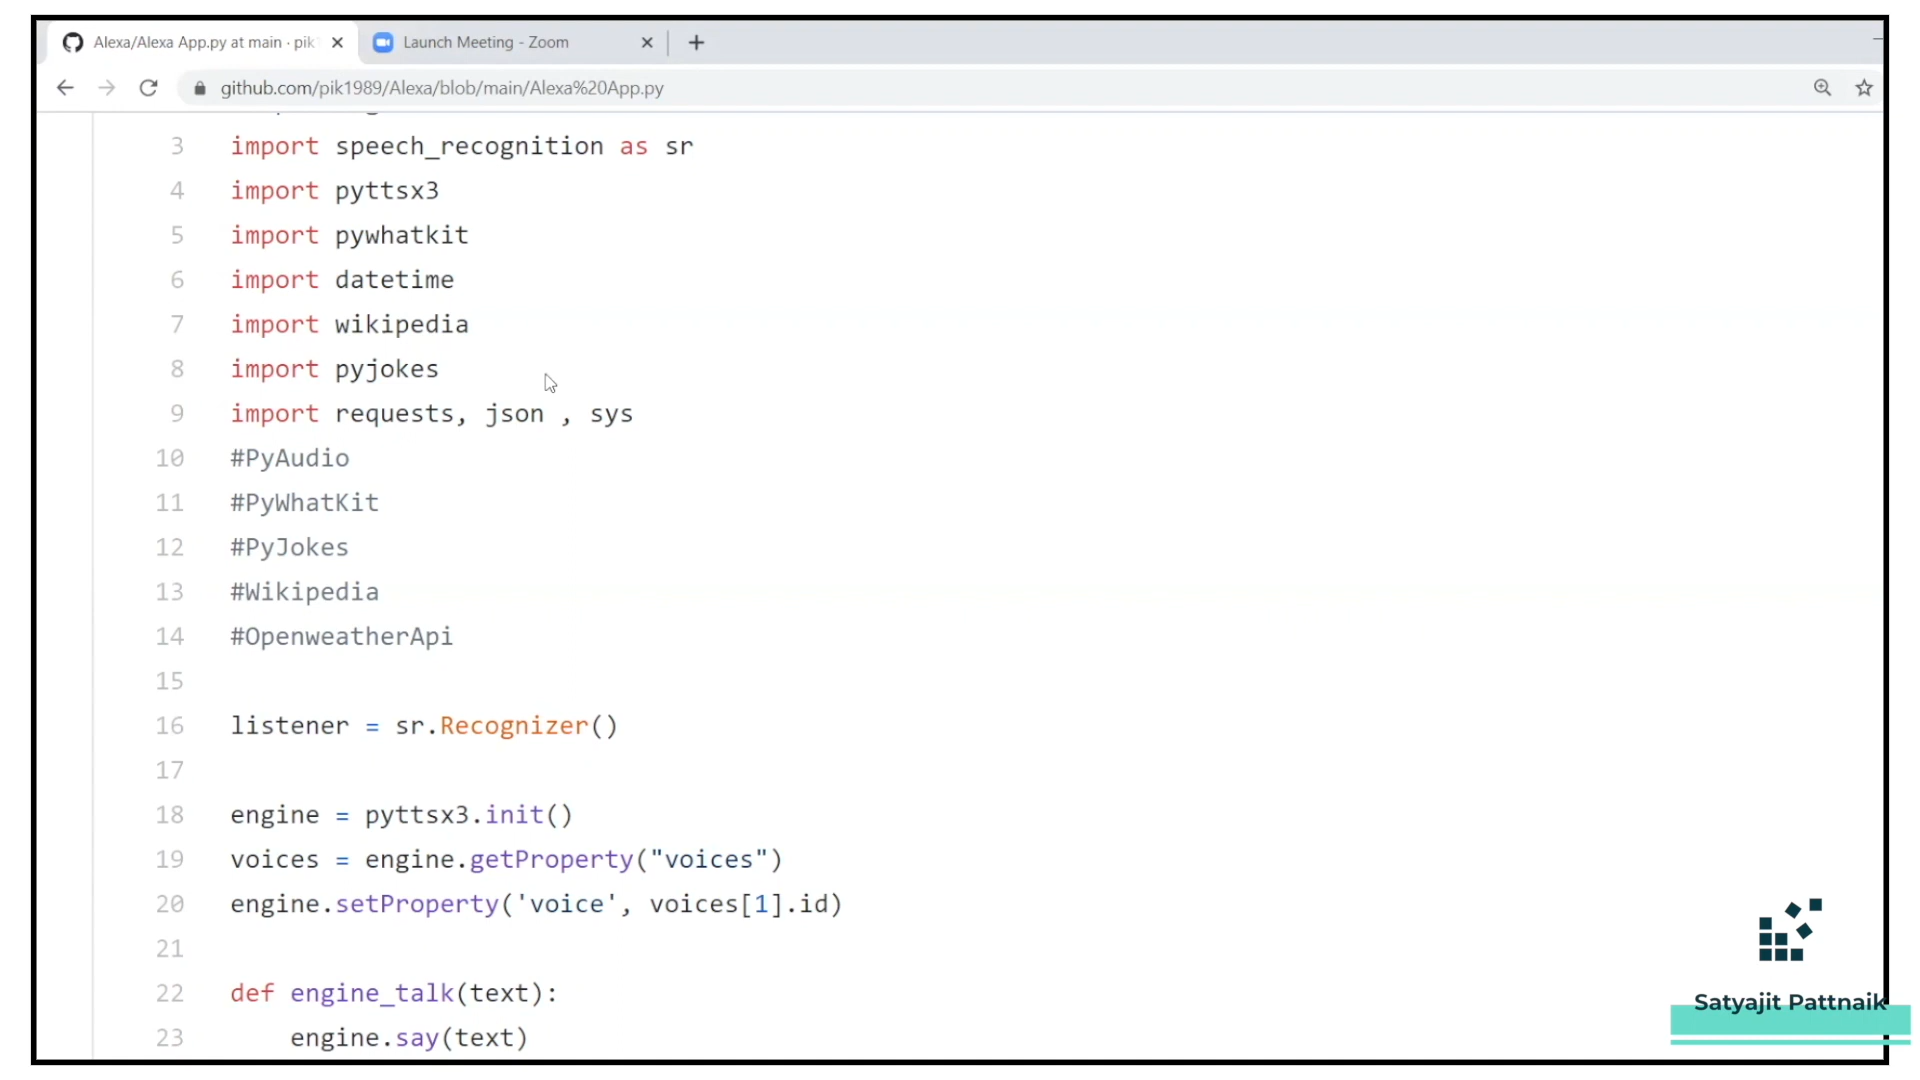 Alexa/Alexa App.py at main · pik
Launch Meeting - Zoom
github.com/pik1989/Alexa/blob/main/Alexa%20App.py
3 import speech_recognition as sr
4 import pyttsx3
5 import pywhatkit
6 import datetime
7 import wikipedia
8 import pyjokes
9 import requests, json , sys
10 #PyAudio
11 #PyWhatKit
12 #PyJokes
13 #Wikipedia
14 #OpenweatherApi
15
16 listener = sr.Recognizer()
17
18 engine = pyttsx3.init()
19 voices = engine.getProperty("voices")
20 engine.setProperty('voice', voices[1].id)
21
22 def engine_talk(text):
23 engine.say(text)
Satyajit Pattnaik